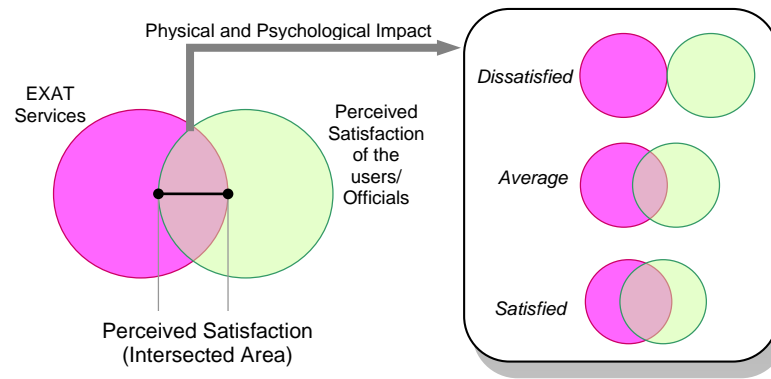 Physical and Psychological Impact
EXAT
Services
Perceived
Satisfaction
of the
users/
Officials
Perceived Satisfaction
(Intersected Area)
Dissatisfied
Average
Satisfied